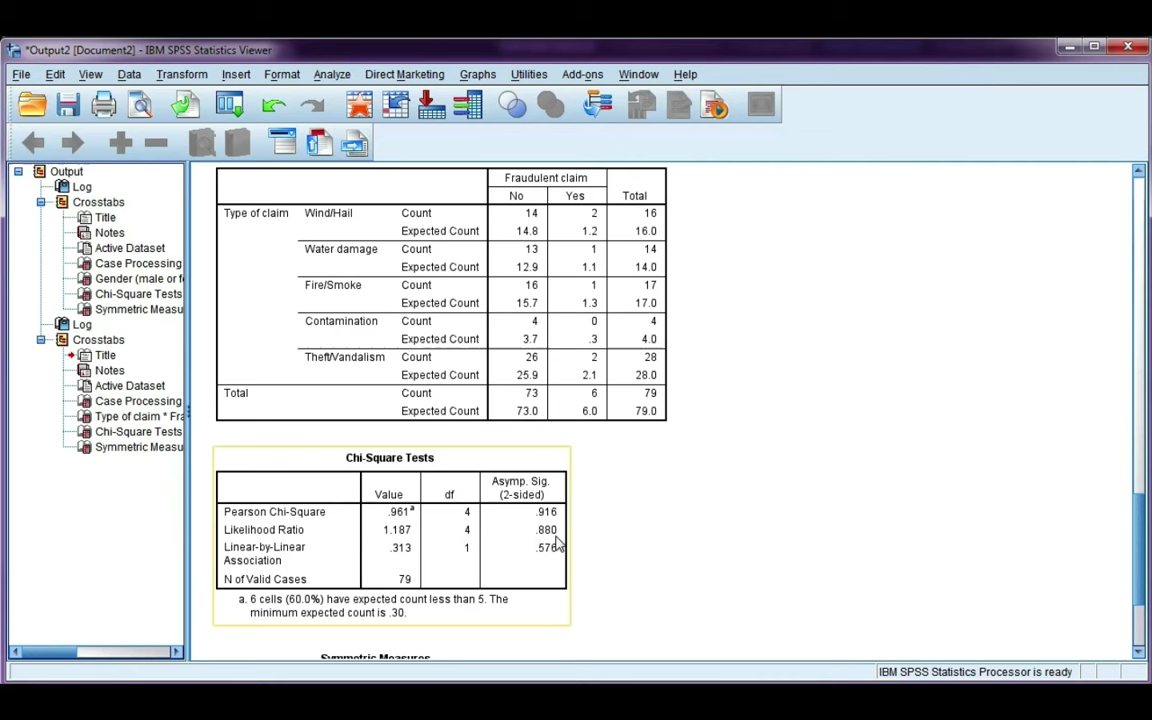 *Output2 [Document2] - IBM SPSS Statistics Viewer
File Edit View Data Transform Insert Format Analyze Direct Marketing Graphs Utilities Add-ons Window Help
Output
Log
Crosstabs
Title
Notes
Active Dataset
Case Processing
Gender (male or fe
Chi-Square Tests
Symmetric Measu
Log
Crosstabs
Title
Notes
Active Dataset
Case Processing
Type of claim * Fra
Chi-Square Tests
Symmetric Measu
Fraudulent claim
No Yes Total
Type of claim Wind/Hail Count 14 2 16
Expected Count 14.8 1.2 16.0
Water damage Count 13 1 14
Expected Count 12.9 1.1 14.0
Fire/Smoke Count 16 1 17
Expected Count 15.7 1.3 17.0
Contamination Count 4 0 4
Expected Count 3.7 .3 4.0
Theft/Vandalism Count 26 2 28
Expected Count 25.9 2.1 28.0
Total Count 73 6 79
Expected Count 73.0 6.0 79.0
Chi-Square Tests
Value df Asymp. Sig.
(2-sided)
Pearson Chi-Square .961a 4 .916
Likelihood Ratio 1.187 4 .880
Linear-by-Linear .313 1 .576
Association
N of Valid Cases 79
a. 6 cells (60.0%) have expected count less than 5. The
minimum expected count is .30.
Symmetric Measures
IBM SPSS Statistics Processor is ready